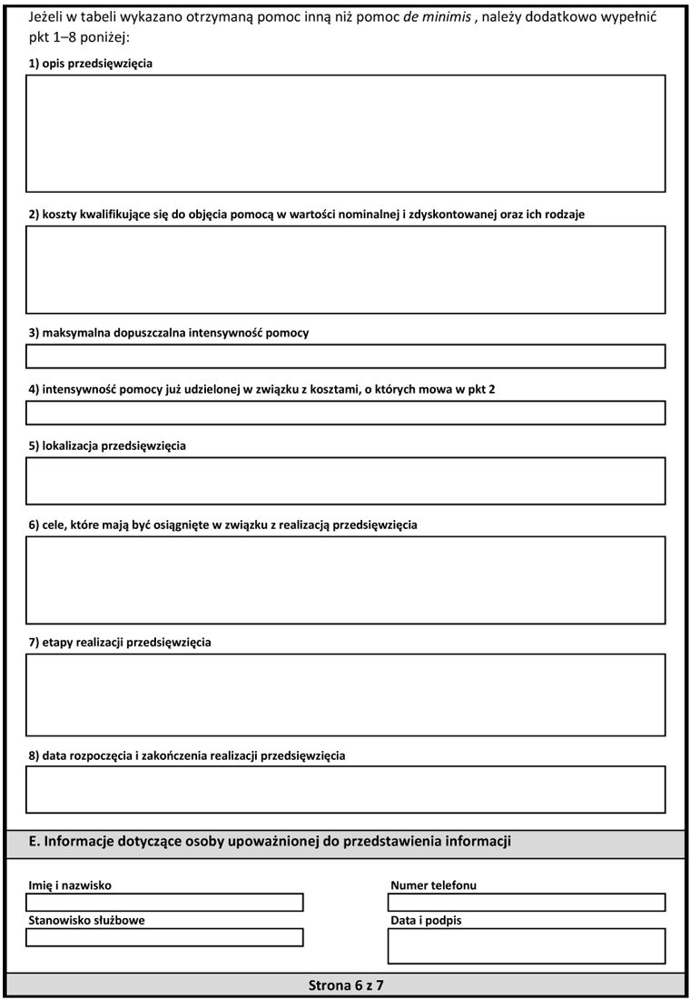 Jeżeli w tabeli wykazano otrzymaną pomoc inną niż pomoc de minimis , należy dodatkowo wypełnić
pkt 1–8 poniżej:
1) opis przedsięwzięcia
2) koszty kwalifikujące się do objęcia pomocą w wartości nominalnej i zdyskontowanej oraz ich rodzaje
3) maksymalna dopuszczalna intensywność pomocy
4) intensywność pomocy już udzielonej w związku z kosztami, o których mowa w pkt 2
5) lokalizacja przedsięwzięcia
6) cele, które mają być osiągnięte w związku z realizacją przedsięwzięcia
7) etapy realizacji przedsięwzięcia
8) data rozpoczęcia i zakończenia realizacji przedsięwzięcia
E. Informacje dotyczące osoby upoważnionej do przedstawienia informacji
Imię i nazwisko
Numer telefonu
Stanowisko służbowe
Data i podpis
Strona 6 z 7